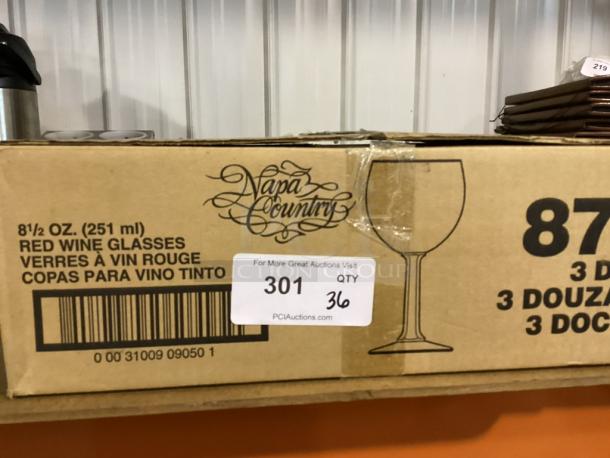 219
Napa
Country
8 1/2 OZ. (251 ml)
RED WINE GLASSES
VERRES À VIN ROUGE
COPAS PARA VINO TINTO
0 00 31009 09050 1
For More Great Auctions Visit
301 QTY
36
PCIAuctions.com
87
3 D
3 DOUZA
3 DOC